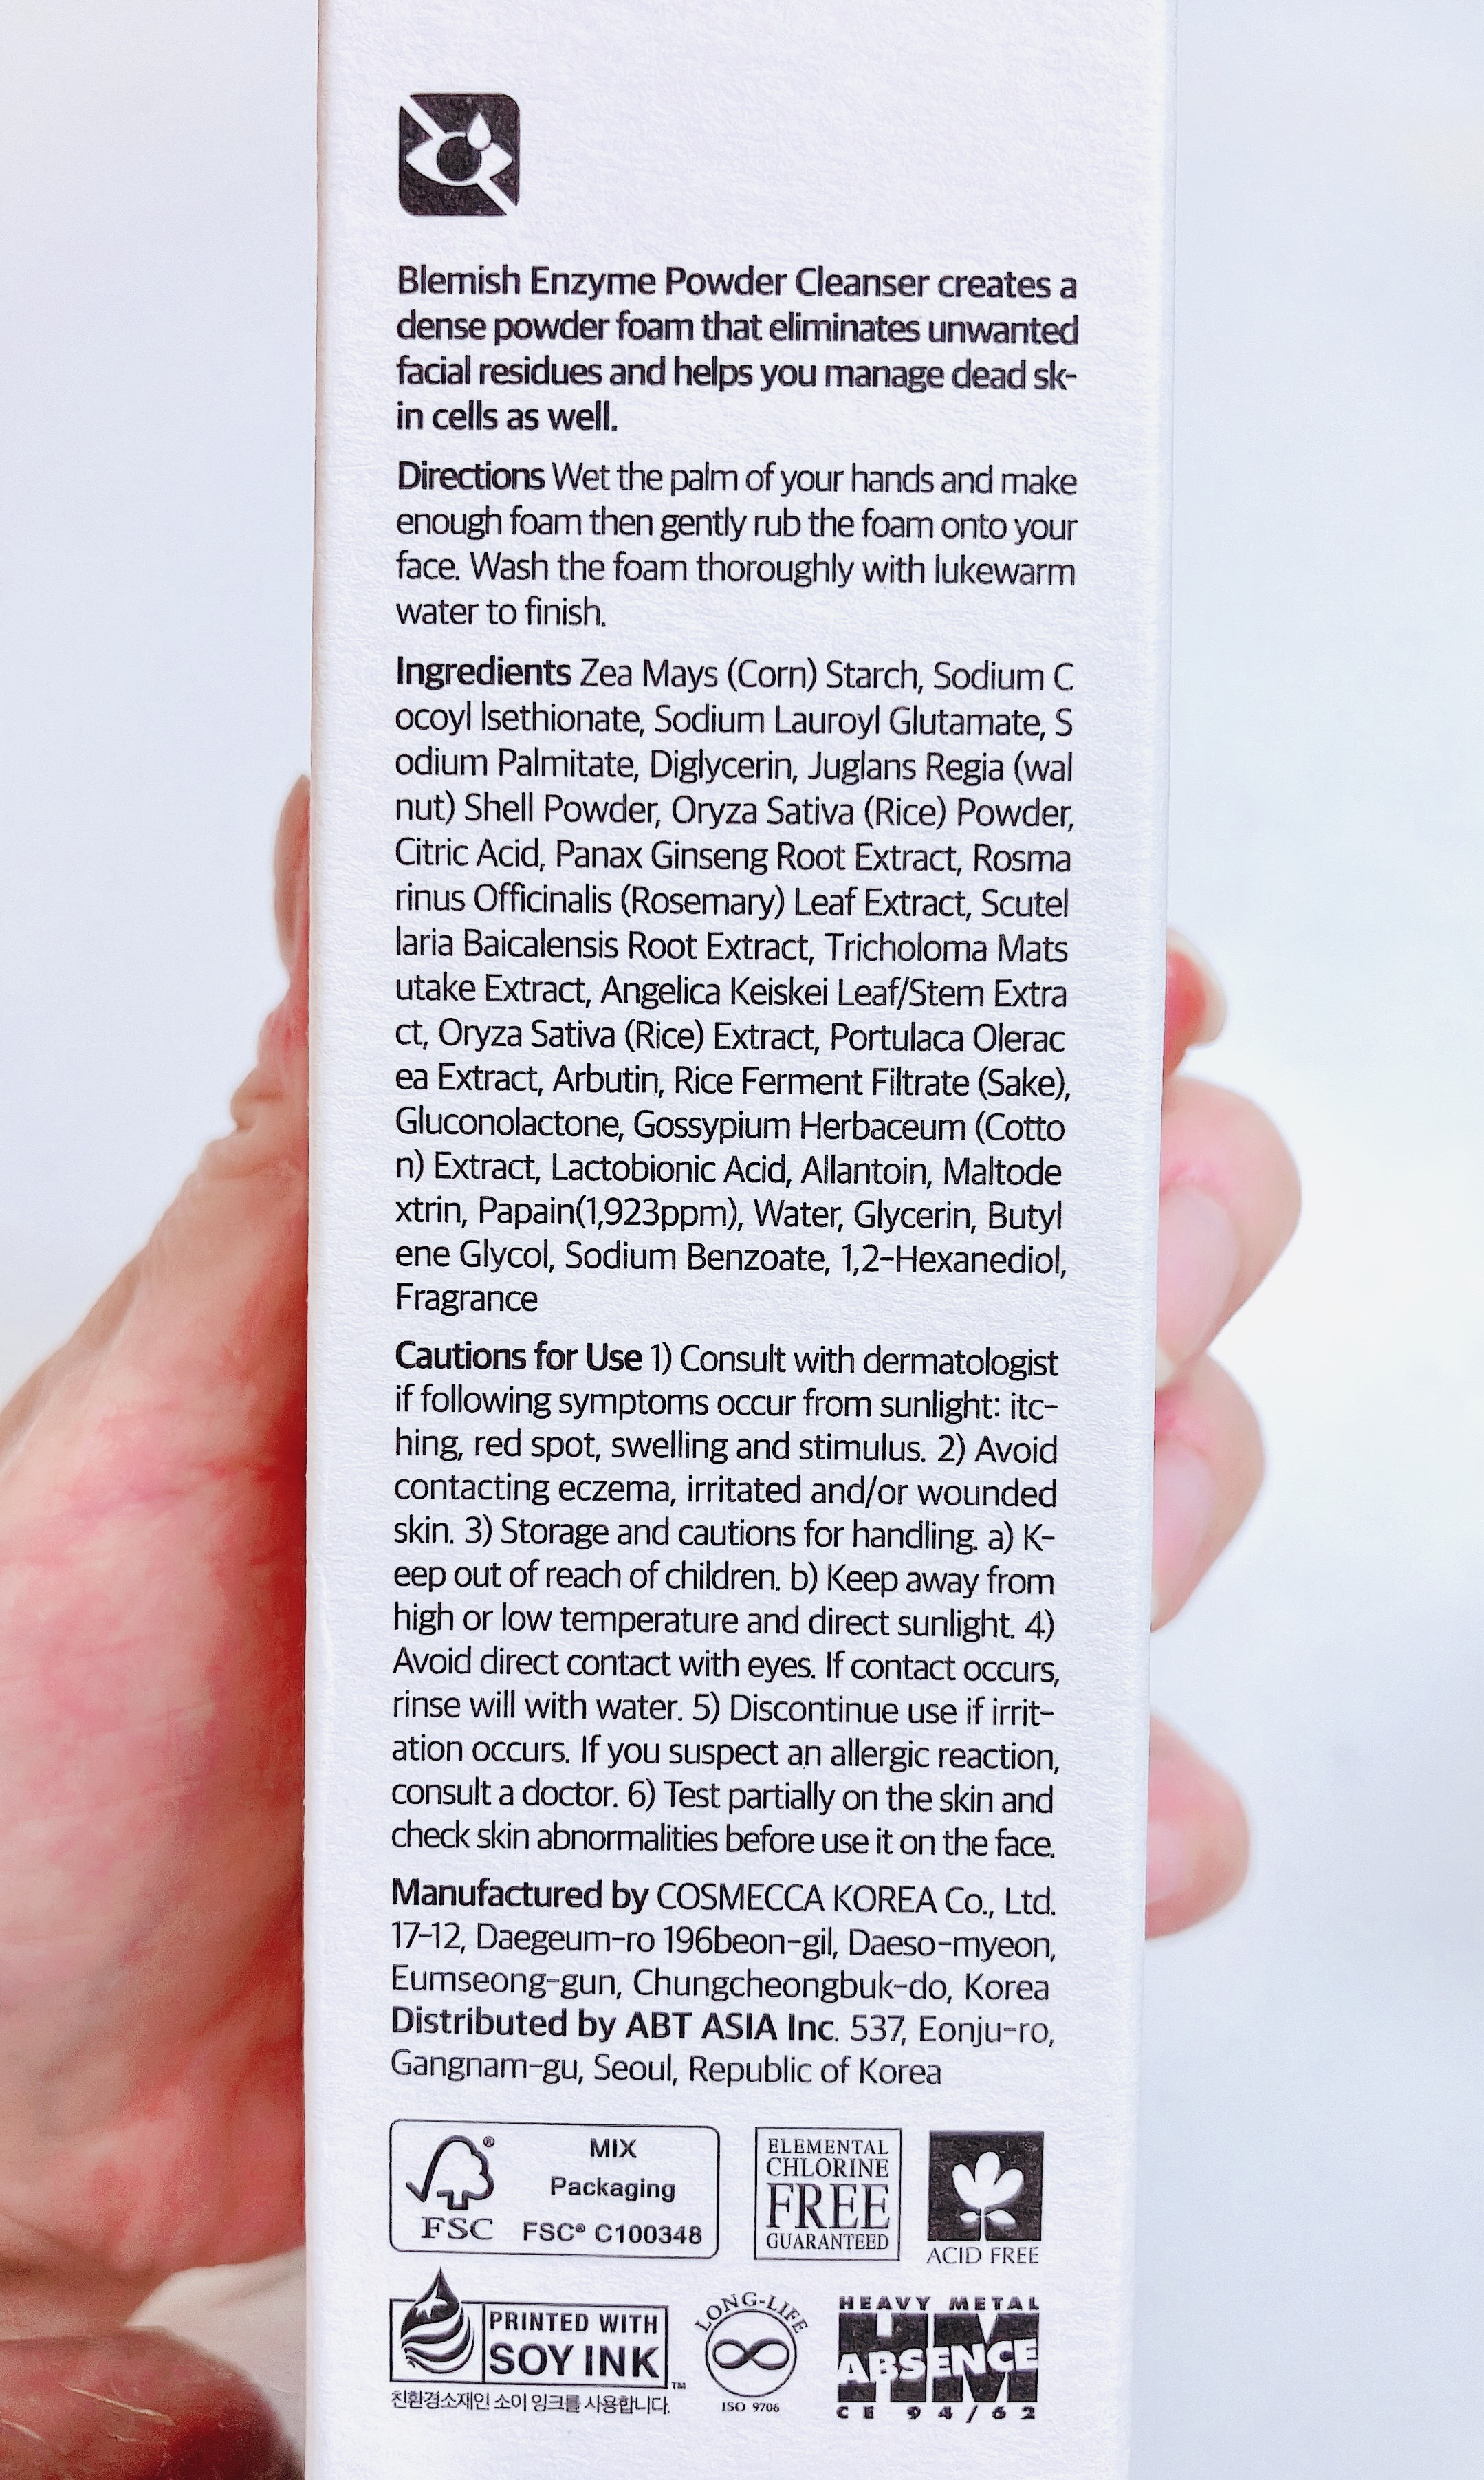 Blemish Enzyme Powder Cleanser creates a
dense powder foam that eliminates unwanted
facial residues and helps you manage dead sk-
in cells as well.
Directions Wet the palm of your hands and make
enough foam then gently rub the foam onto your
face. Wash the foam thoroughly with lukewarm
water to finish.
Ingredients Zea Mays (Corn) Starch, Sodium C
ocoyl Isethionate, Sodium Lauroyl Glutamate, S
odium Palmitate, Diglycerin, Juglans Regia (wal
nut) Shell Powder, Oryza Sativa (Rice) Powder,
Citric Acid, Panax Ginseng Root Extract, Rosma
rinus Officinalis (Rosemary) Leaf Extract, Scutel
laria Baicalensis Root Extract, Tricholoma Mats
utake Extract, Angelica Keiskei Leaf/Stem Extra
ct, Oryza Sativa (Rice) Extract, Portulaca Olerac
ea Extract, Arbutin, Rice Ferment Filtrate (Sake),
Gluconolactone, Gossypium Herbaceum (Cotto
n) Extract, Lactobionic Acid, Allantoin, Maltode
xtrin, Papain(1,923ppm), Water, Glycerin, Butyl
ene Glycol, Sodium Benzoate, 1,2-Hexanediol,
Fragrance
Cautions for Use 1) Consult with dermatologist
if following symptoms occur from sunlight: itc-
hing, red spot, swelling and stimulus. 2) Avoid
contacting eczema, irritated and/or wounded
skin. 3) Storage and cautions for handling. a) K-
eep out of reach of children. b) Keep away from
high or low temperature and direct sunlight. 4)
Avoid direct contact with eyes. If contact occurs,
rinse will with water. 5) Discontinue use if irrit-
ation occurs. If you suspect an allergic reaction,
consult a doctor. 6) Test partially on the skin and
check skin abnormalities before use it on the face.
Manufactured by COSMECCA KOREA Co., Ltd.
17-12, Daegeum-ro 196beon-gil, Daeso-myeon,
Eumseong-gun, Chungcheongbuk-do, Korea
Distributed by ABT ASIA Inc. 537, Eonju-ro,
Gangnam-gu, Seoul, Republic of Korea
FSC®
MIX
Packaging
FSC® C100348
ELEMENTAL
CHLORINE
FREE
GUARANTEED
ACID FREE
PRINTED WITH
SOY INK™
친환경소재인 소이 잉크를 사용합니다.
LONG-LIFE
ISO 9706
HEAVY METAL
HM
ABSENCE
CE 94/62